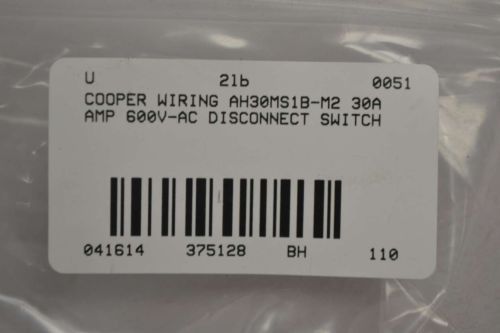 U 2lb 0051
COOPER WIRING AH30MS1B-M2 30A
AMP 600V-AC DISCONNECT SWITCH
041614 375128 BH 110